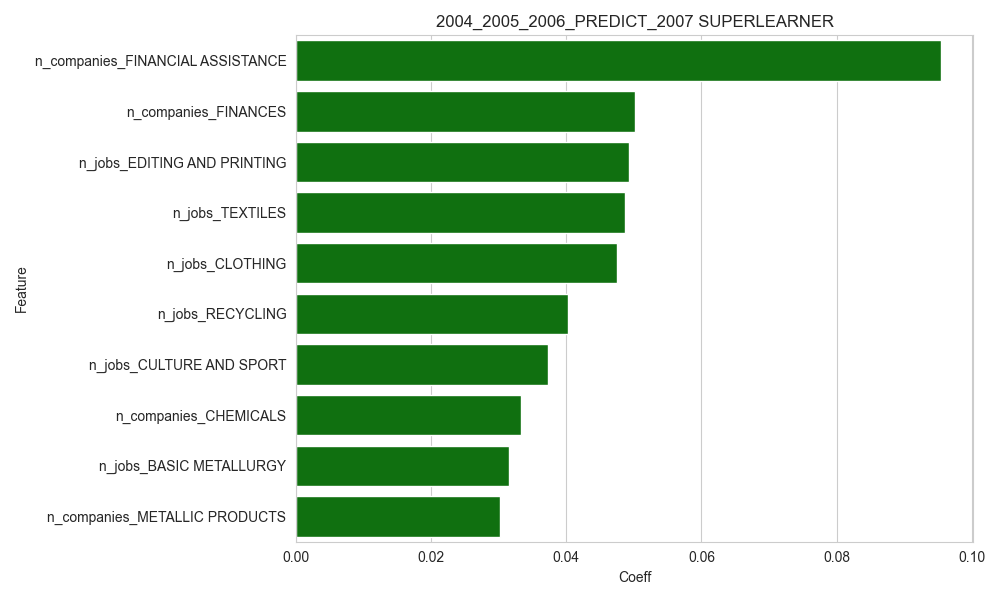 2004_2005_2006_PREDICT_2007 SUPERLEARNER
n_companies_FINANCIAL ASSISTANCE
n_companies_FINANCES
n_jobs_EDITING AND PRINTING
n_jobs_TEXTILES
n_jobs_CLOTHING
n_jobs_RECYCLING
n_jobs_CULTURE AND SPORT
n_companies_CHEMICALS
n_jobs_BASIC METALLURGY
n_companies_METALLIC PRODUCTS
Feature
0.00 0.02 0.04 0.06 0.08 0.10
Coeff